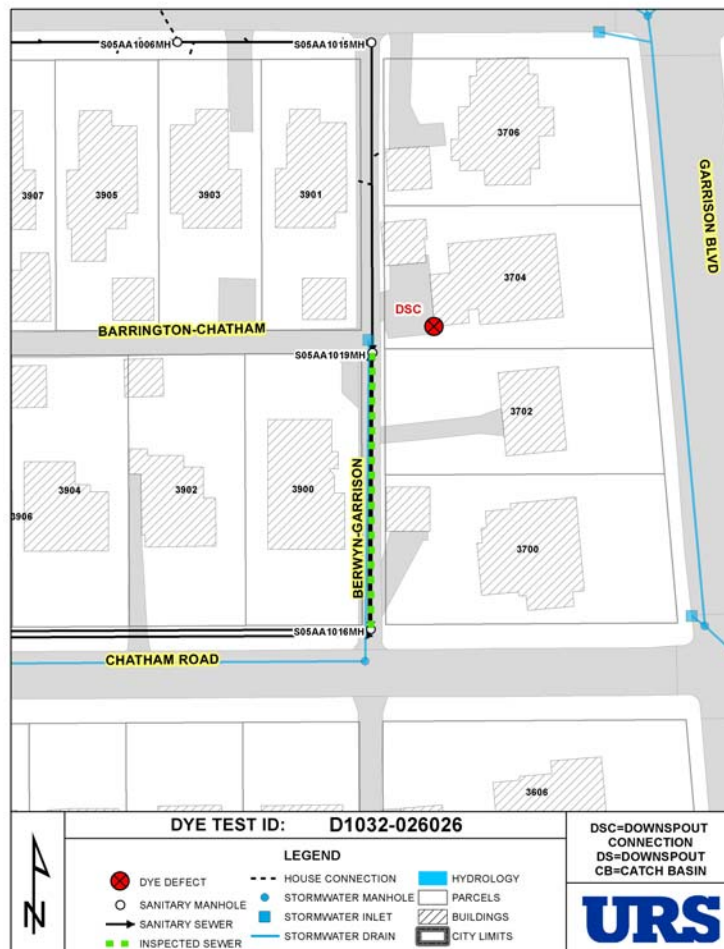 S05AA1006MH
S05AA1015MH
3706
3907
3905
3903
3901
GARRISON BLVD
3704
DSC
BARRINGTON-CHATHAM
S05AA1019MH
3702
3904
3902
3900
3906
BERWYN-GARRISON
3700
S05AA1016MH
CHATHAM ROAD
3606
DYE TEST ID: D1032-026026
LEGEND
DYE DEFECT
SANITARY MANHOLE
SANITARY SEWER
INSPECTED SEWER
HOUSE CONNECTION
STORMWATER MANHOLE
STORMWATER INLET
STORMWATER DRAIN
HYDROLOGY
PARCELS
BUILDINGS
CITY LIMITS
DSC=DOWNSPOUT
CONNECTION
DS=DOWNSPOUT
CB=CATCH BASIN
N
URS